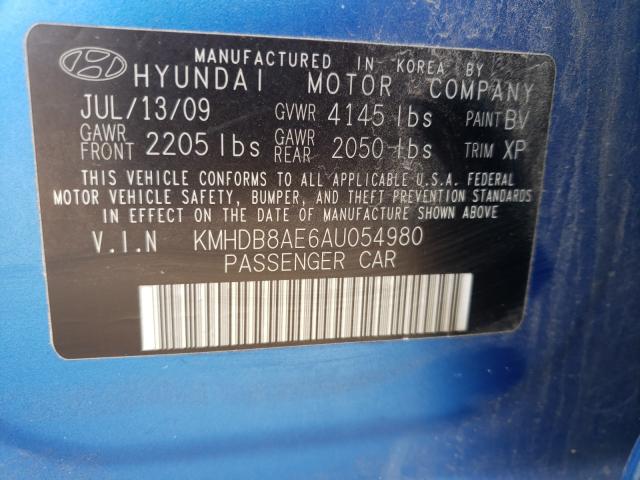 MANUFACTURED IN KOREA BY
HYUNDAI MOTOR COMPANY
JUL/13/09 GVWR 4145 lbs PAINT BV
GAWR FRONT 2205 lbs GAWR REAR 2050 lbs TRIM XP
THIS VEHICLE CONFORMS TO ALL APPLICABLE U.S.A. FEDERAL
MOTOR VEHICLE SAFETY, BUMPER, AND THEFT PREVENTION STANDARDS
IN EFFECT ON THE DATE OF MANUFACTURE SHOWN ABOVE
V.I.N KMHDB8AE6AU054980
PASSENGER CAR